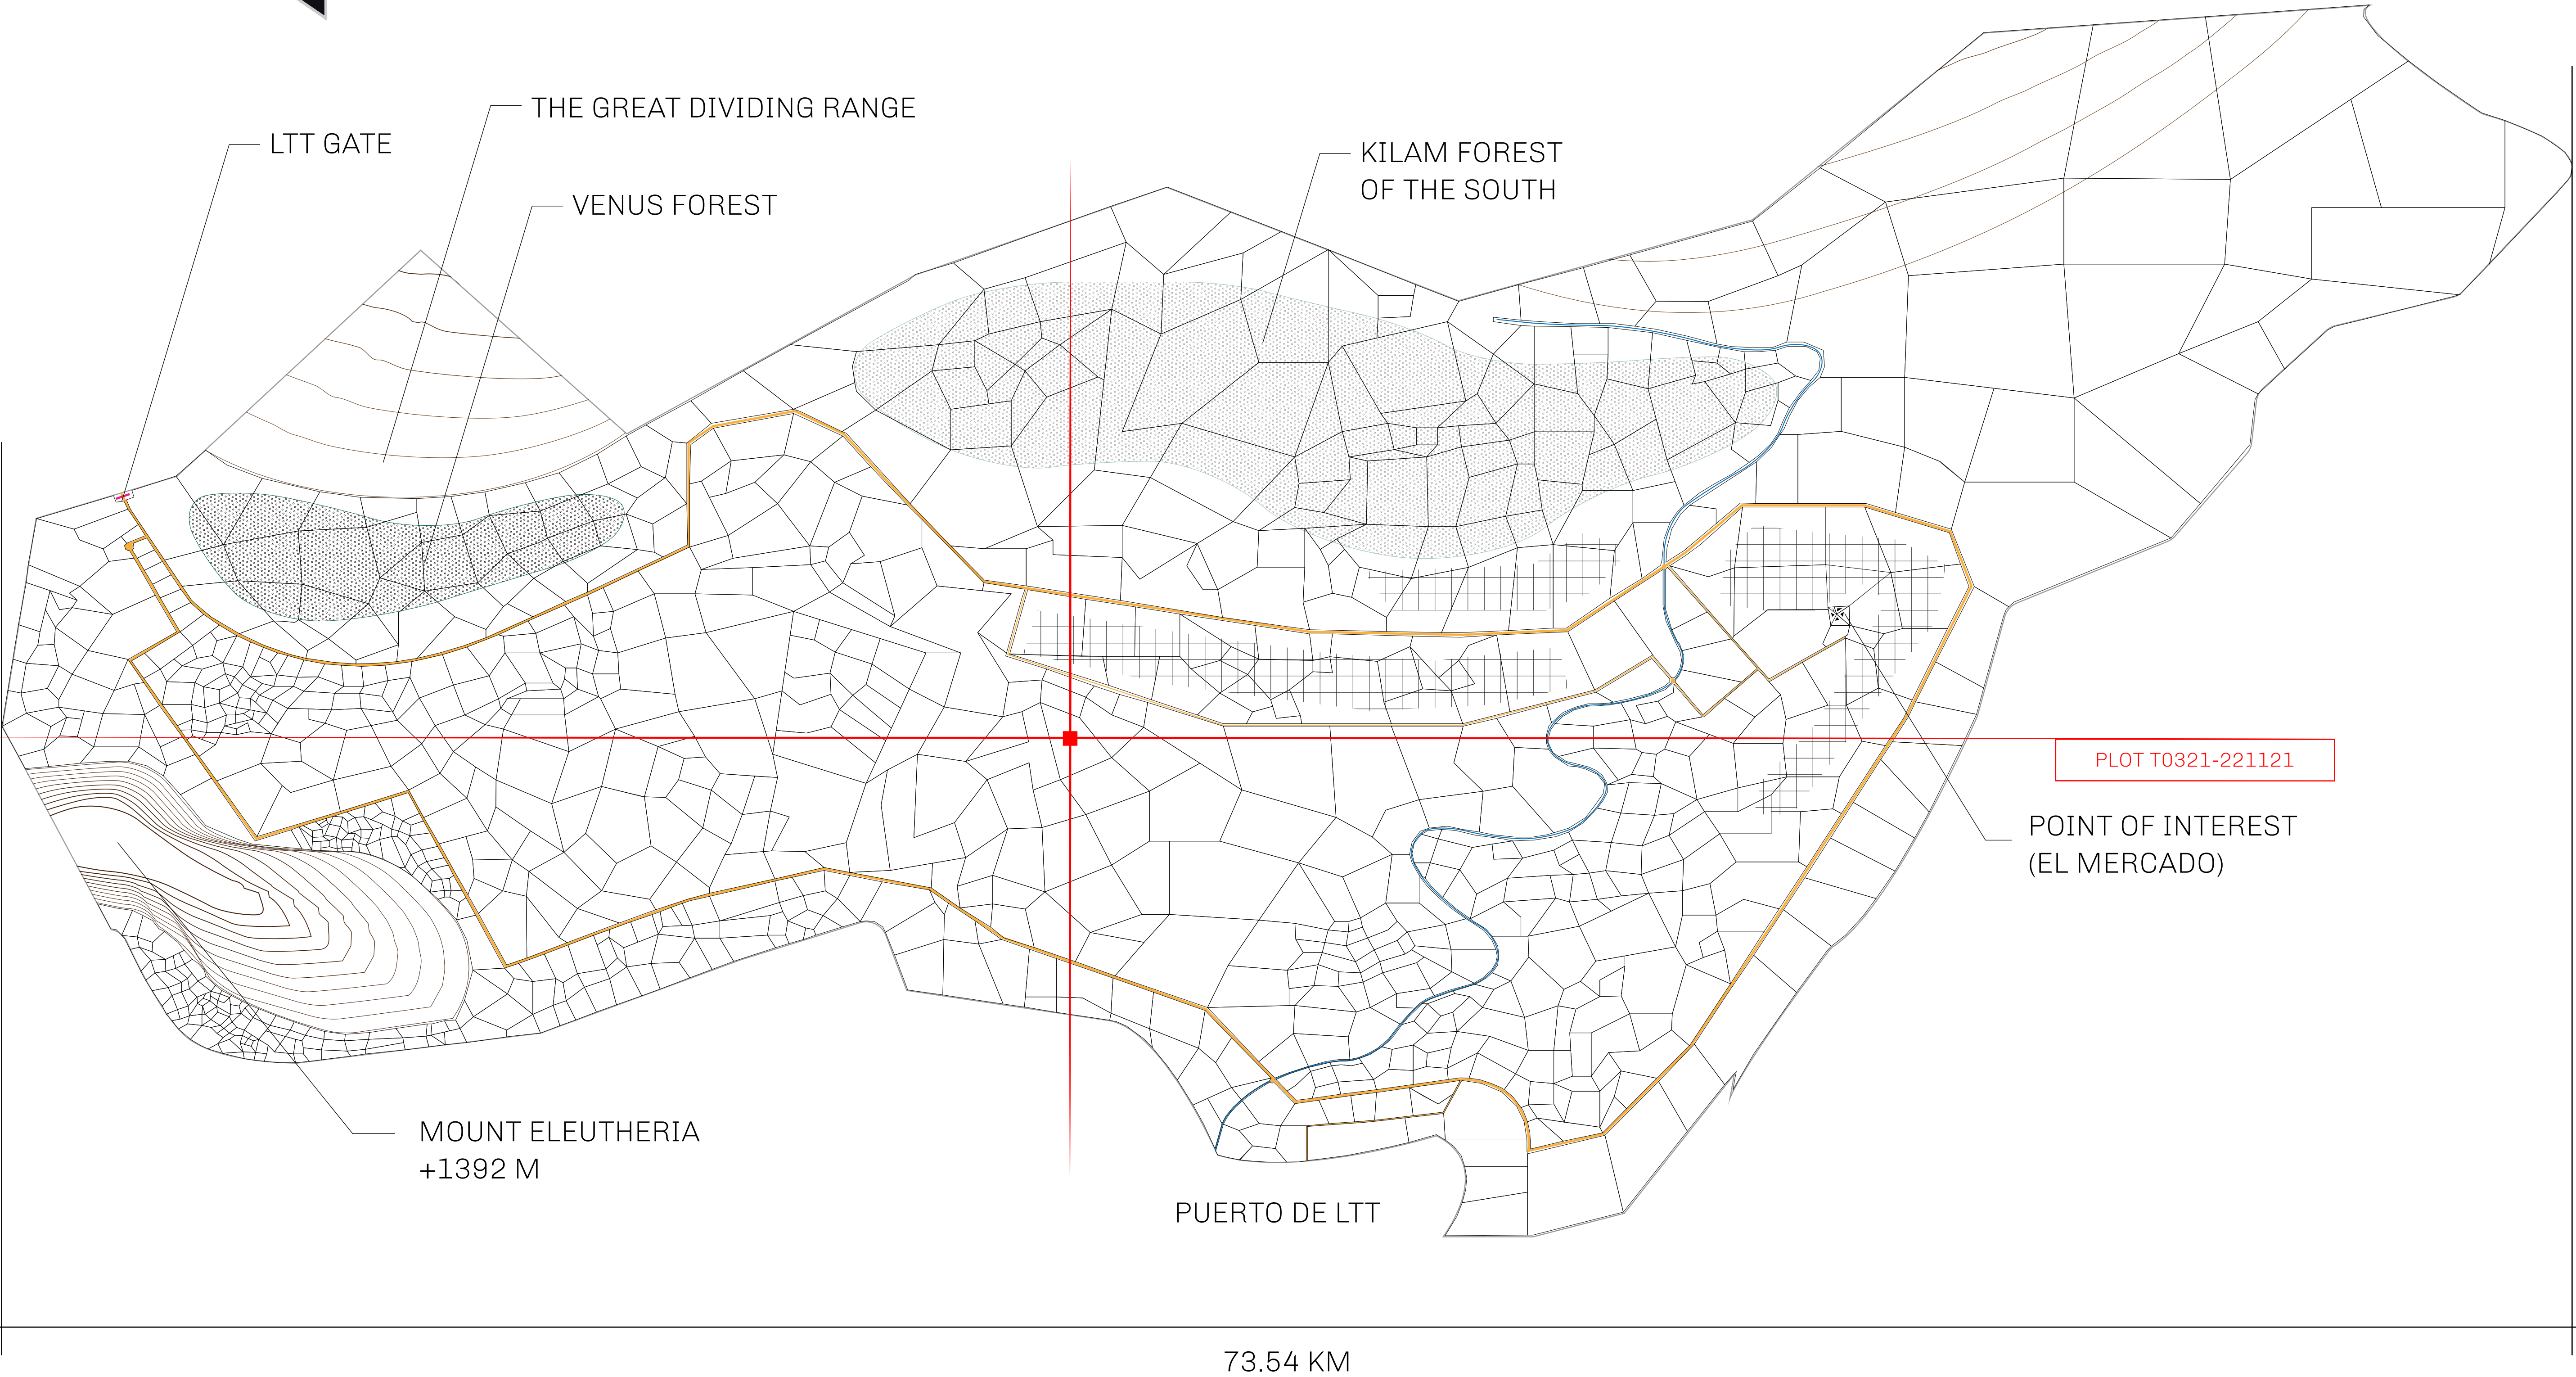 THE GREAT DIVIDING RANGE
LTT GATE
VENUS FOREST
KILAM FOREST
OF THE SOUTH
PLOT T0321-221121
POINT OF INTEREST
(EL MERCADO)
MOUNT ELEUTHERIA
+1392 M
PUERTO DE LTT
73.54 KM